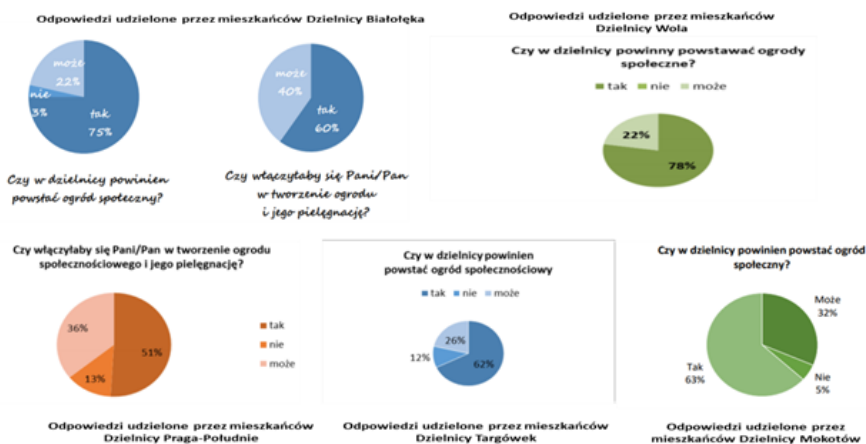 Odpowiedzi udzielone przez mieszkańców Dzielnicy Białołęka
może
22%
nie
3%
tak
75%
Czy w dzielnicy powinien
powstać ogród społeczny?
może
40%
tak
60%
Czy włączyłaby się Pani/Pan
w tworzenie ogrodu
i jego pielęgnację?
Odpowiedzi udzielone przez mieszkańców
Dzielnicy Wola
Czy w dzielnicy powinny powstawać ogrody
społeczne?
tak nie może
22%
78%
Czy włączyłaby się Pani/Pan w tworzenie ogrodu
społecznościowego i jego pielęgnację?
36%
51%
13%
tak
nie
może
Odpowiedzi udzielone przez mieszkańców
Dzielnicy Praga-Południe
Czy w dzielnicy powinien
powstać ogród społecznościowy
tak nie może
26%
12%
62%
Odpowiedzi udzielone przez mieszkańców
Dzielnicy Targówek
Czy w dzielnicy powinien powstać ogród
społeczny?
Może
32%
Tak
63%
Nie
5%
Odpowiedzi udzielone przez
mieszkańców Dzielnicy Mokotów